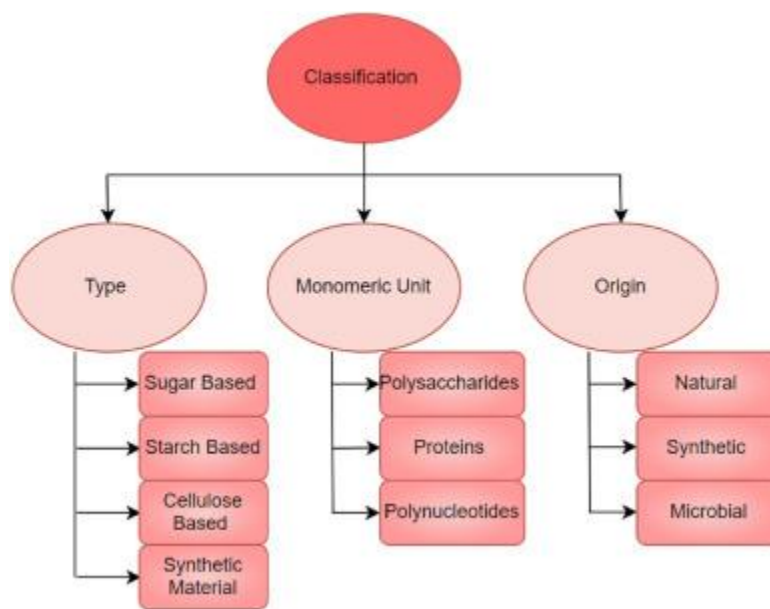 Classification
Type
Monomeric Unit
Origin
Sugar Based
Starch Based
Cellulose
Based
Synthetic
Material
Polysaccharides
Proteins
Polynucleotides
Natural
Synthetic
Microbial